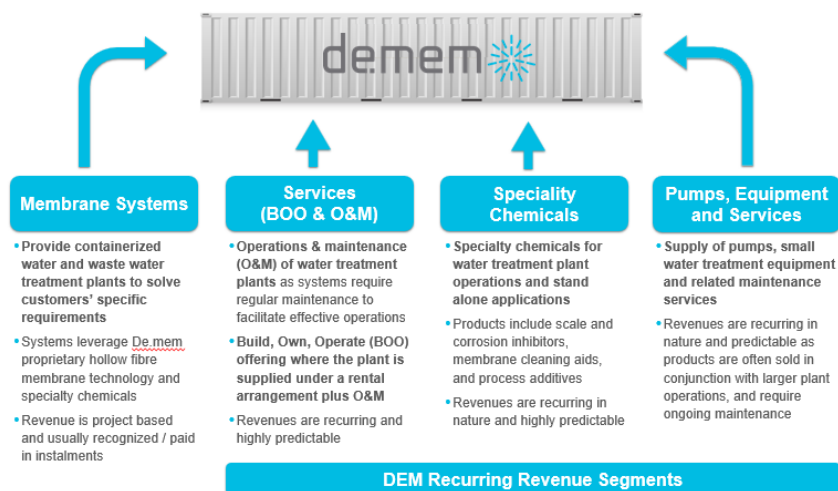 de.mem
Membrane Systems
• Provide containerized
water and waste water
treatment plants to solve
customers' specific
requirements
• Systems leverage De.mem
proprietary hollow fibre
membrane technology and
specialty chemicals
• Revenue is project based
and usually recognized / paid
in instalments
Services
(BOO & O&M)
• Operations & maintenance
(O&M) of water treatment
plants as systems require
regular maintenance to
facilitate effective operations
• Build, Own, Operate (BOO)
offering where the plant is
supplied under a rental
arrangement plus O&M
• Revenues are recurring and
highly predictable
Speciality
Chemicals
• Specialty chemicals for
water treatment plant
operations and stand
alone applications
• Products include scale and
corrosion inhibitors,
membrane cleaning aids,
and process additives
• Revenues are recurring in
nature and highly predictable
Pumps, Equipment
and Services
• Supply of pumps, small
water treatment equipment
and related maintenance
services
• Revenues are recurring in
nature and predictable as
products are often sold in
conjunction with larger plant
operations, and require
ongoing maintenance
DEM Recurring Revenue Segments